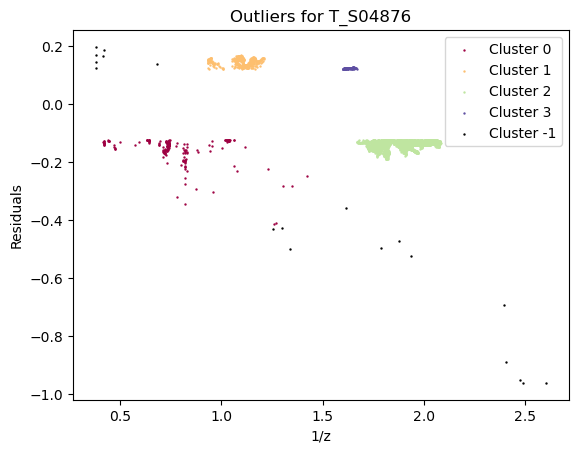 Outliers for T_S04876
Cluster 0
Cluster 1
Cluster 2
Cluster 3
Cluster -1
Residuals
0.2
0.0
−0.2
−0.4
−0.6
−0.8
−1.0
0.5
1.0
1.5
2.0
2.5
1/z